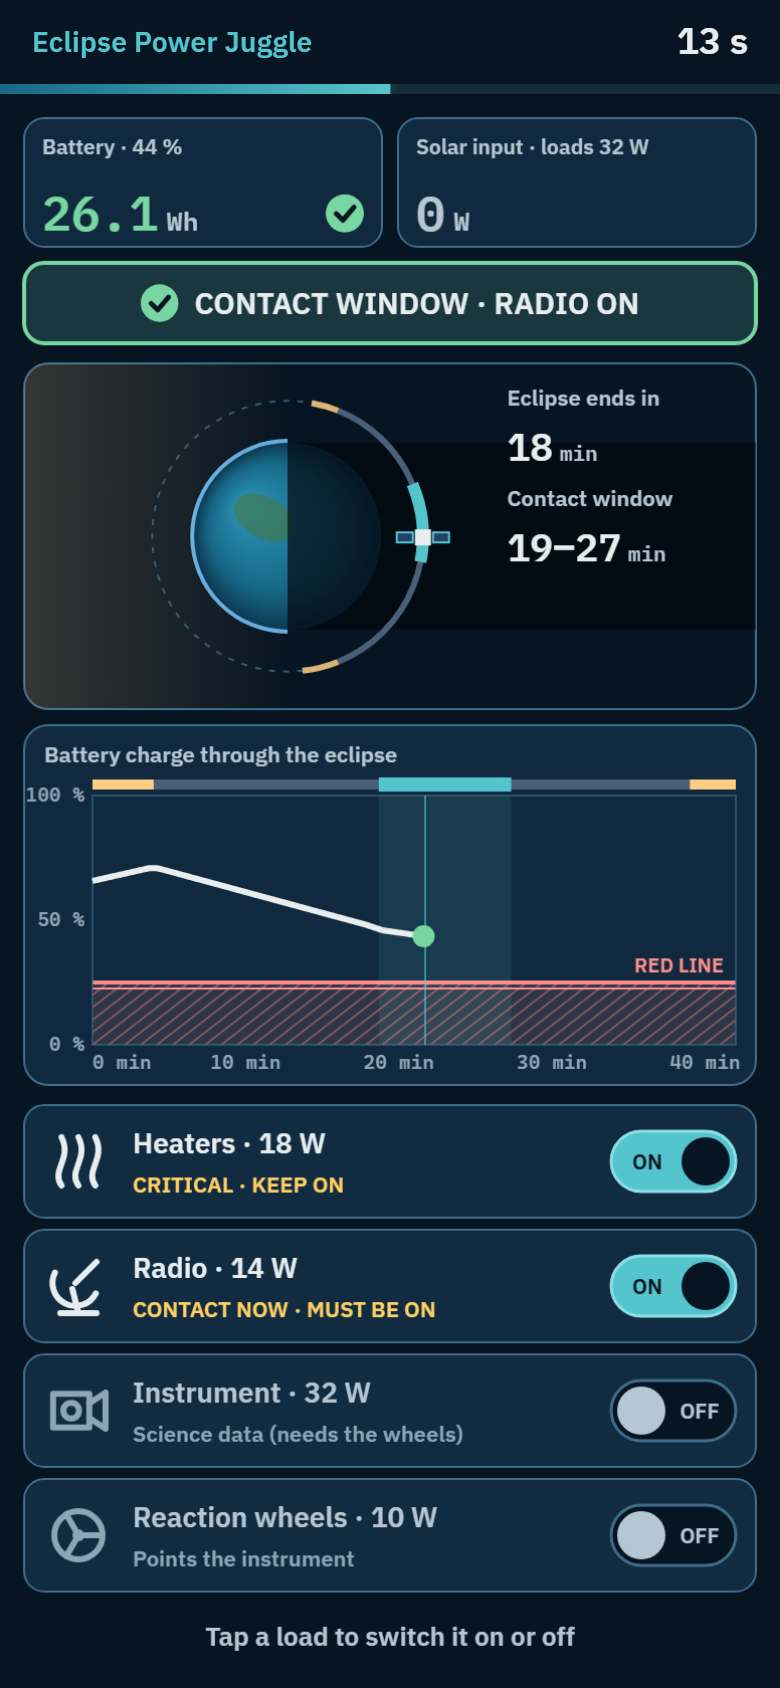 Eclipse Power Juggle
13 s
Battery · 44 %
26.1 Wh
Solar input · loads 32 W
0 W
CONTACT WINDOW · RADIO ON
Eclipse ends in
18 min
Contact window
19–27 min
Battery charge through the eclipse
100 %
50 %
RED LINE
0 %
0 min 10 min 20 min 30 min 40 min
Heaters · 18 W
CRITICAL · KEEP ON
ON
Radio · 14 W
CONTACT NOW · MUST BE ON
ON
Instrument · 32 W
Science data (needs the wheels)
OFF
Reaction wheels · 10 W
Points the instrument
OFF
Tap a load to switch it on or off